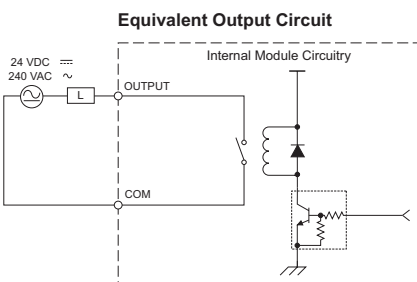 Equivalent Output Circuit
Internal Module Circuitry
24 VDC ⎓
240 VAC ∿
L
OUTPUT
COM